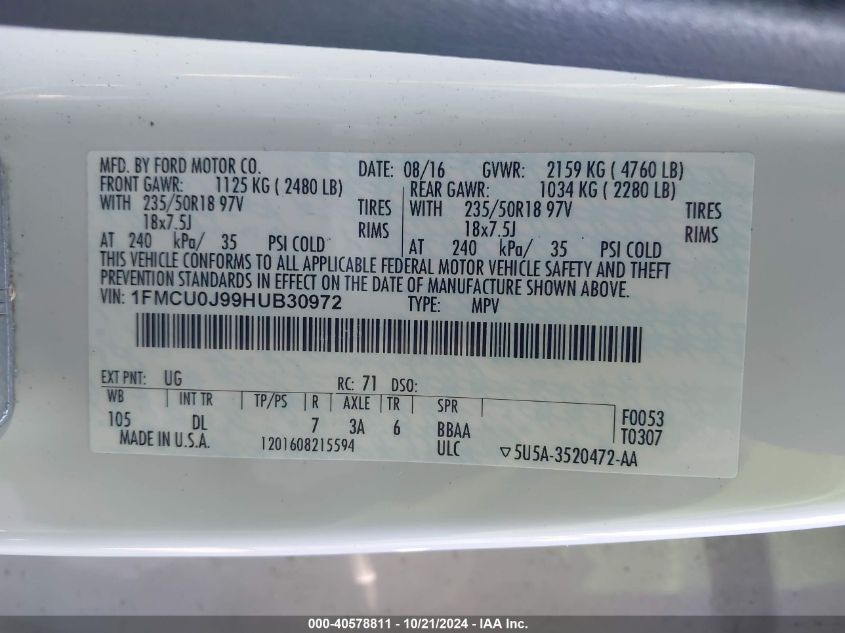 MFD. BY FORD MOTOR CO. DATE: 08/16 GVWR: 2159 KG ( 4760 LB)
FRONT GAWR: 1125 KG ( 2480 LB) REAR GAWR: 1034 KG ( 2280 LB)
WITH 235/50R18 97V TIRES WITH 235/50R18 97V TIRES
18x7.5J RIMS 18x7.5J RIMS
AT 240 kPa/ 35 PSI COLD AT 240 kPa/ 35 PSI COLD
THIS VEHICLE CONFORMS TO ALL APPLICABLE FEDERAL MOTOR VEHICLE SAFETY AND THEFT
PREVENTION STANDARDS IN EFFECT ON THE DATE OF MANUFACTURE SHOWN ABOVE.
VIN: 1FMCU0J99HUB30972 TYPE: MPV
EXT PNT: UG RC: 71 DSO:
WB INT TR TP/PS R AXLE TR SPR F0053
105 DL 7 3A 6 BBAA T0307
MADE IN U.S.A. 1201608215594 ULC ▽5U5A-3520472-AA
000-40578811 - 10/21/2024 - IAA Inc.